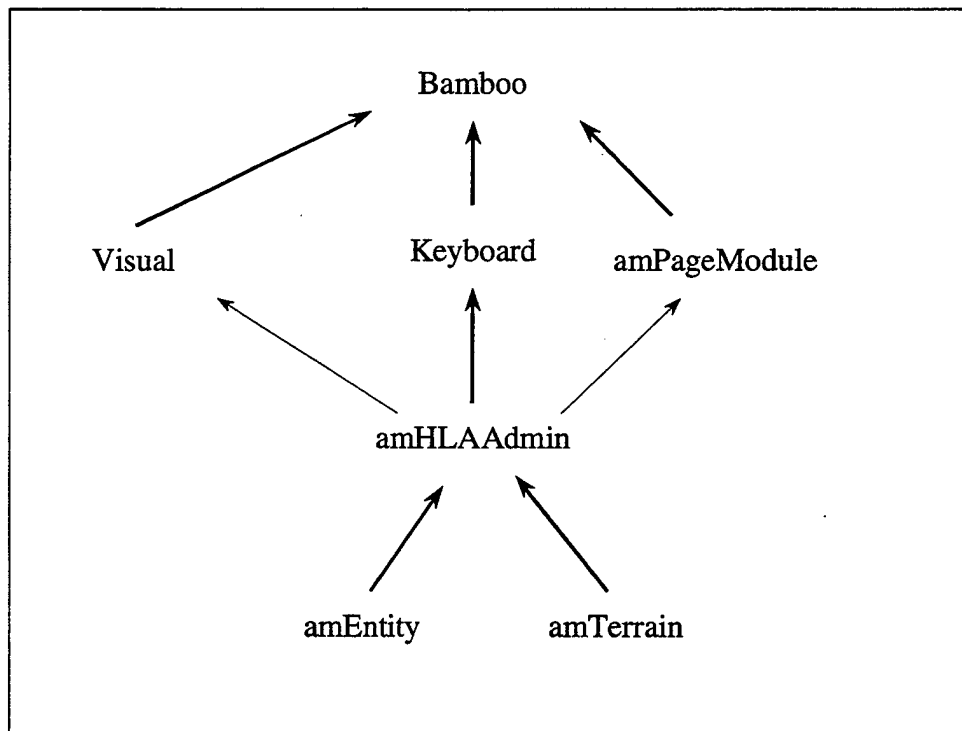 Bamboo
Visual
Keyboard
amPageModule
amHLAAdmin
amEntity
amTerrain